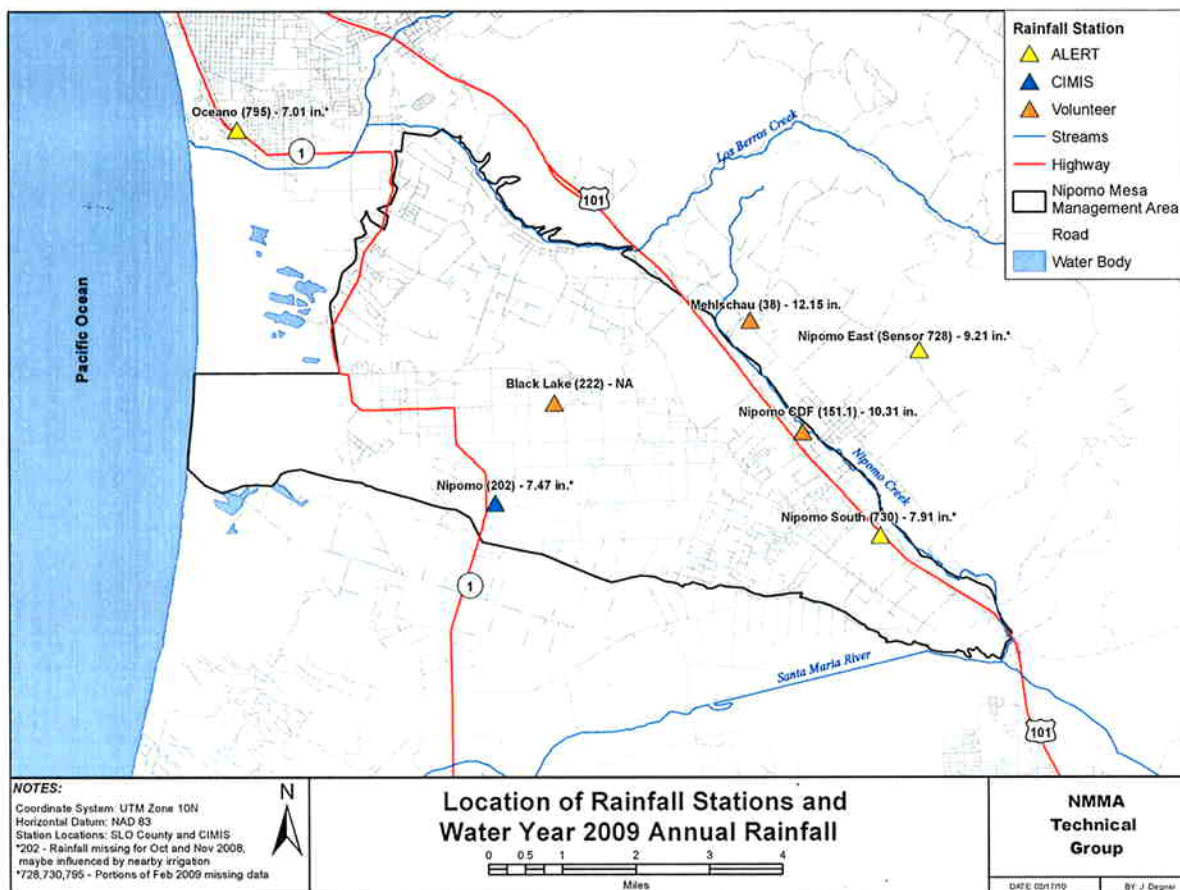 Rainfall Station
ALERT
CIMIS
Volunteer
Streams
Highway
Nipomo Mesa
Management Area
Road
Water Body
Oceano (795) - 7.01 in.*
1
101
Los Berros Creek
Pacific Ocean
Mehlschau (38) - 12.15 in.
Nipomo East (Sensor 728) - 9.21 in.*
Black Lake (222) - NA
Nipomo CDF (151.1) - 10.31 in.
Nipomo Creek
Nipomo (202) - 7.47 in.*
Nipomo South (730) - 7.91 in.*
1
Santa Maria River
101
NOTES:
Coordinate System: UTM Zone 10N
Horizontal Datum: NAD 83
Station Locations: SLO County and CIMIS
*202 - Rainfall missing for Oct and Nov 2008,
maybe influenced by nearby irrigation
*728,730,795 - Portions of Feb 2009 missing data
N
Location of Rainfall Stations and
Water Year 2009 Annual Rainfall
0 0.5 1 2 3 4
Miles
NMMA
Technical
Group
DATE: 03/17/10
BY: J. Degner